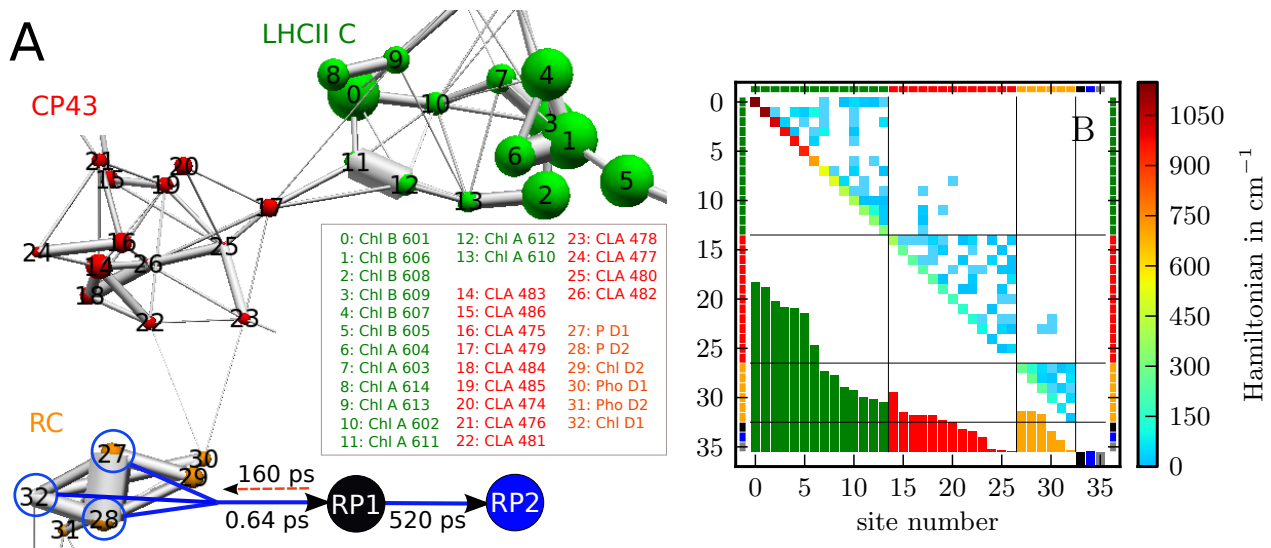 A
LHCII C
CP43
8
9
0
10
7
4
3
1
6
5
2
11
12
13
21
15
19
20
17
16
24
14
26
25
18
22
23
0: Chl B 601
1: Chl B 606
2: Chl B 608
3: Chl B 609
4: Chl B 607
5: Chl B 605
6: Chl A 604
7: Chl A 603
8: Chl A 614
9: Chl A 613
10: Chl A 602
11: Chl A 611
12: Chl A 612
13: Chl A 610
14: CLA 483
15: CLA 486
16: CLA 475
17: CLA 479
18: CLA 484
19: CLA 485
20: CLA 474
21: CLA 476
22: CLA 481
23: CLA 478
24: CLA 477
25: CLA 480
26: CLA 482
27: P D1
28: P D2
29: Chl D2
30: Pho D1
31: Pho D2
32: Chl D1
RC
27
30
29
32
28
31
160 ps
0.64 ps
RP1
520 ps
RP2
B
0
5
10
15
20
25
30
35
0 5 10 15 20 25 30 35
site number
1050
900
750
600
450
300
150
0
Hamiltonian in cm⁻¹